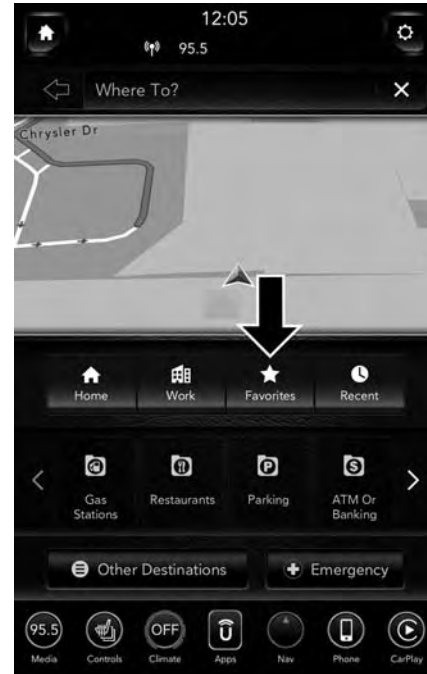 12:05
95.5
Where To?
Chrysler Dr
Home Work Favorites Recent
Gas Stations Restaurants Parking ATM Or Banking
Other Destinations Emergency
95.5 OFF
Media Controls Climate Apps Nav Phone CarPlay